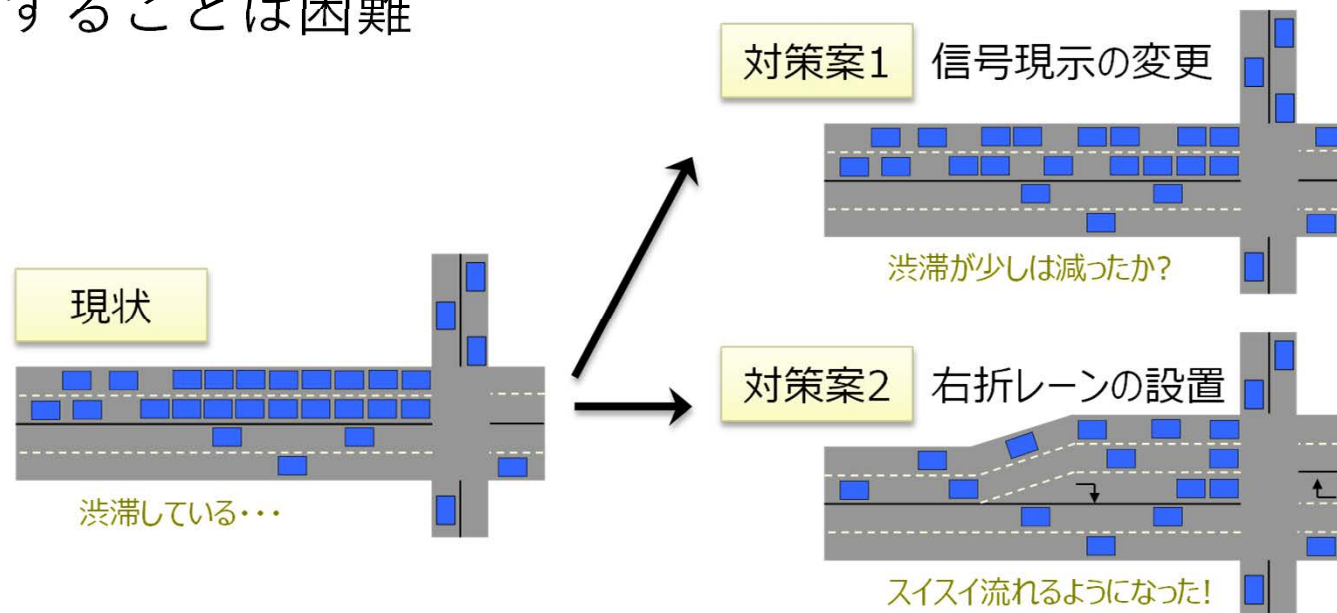 することは困難
対策案1 信号現示の変更
渋滞が少しは減ったか?
現状
渋滞している・・・
対策案2 右折レーンの設置
スイスイ流れるようになった!